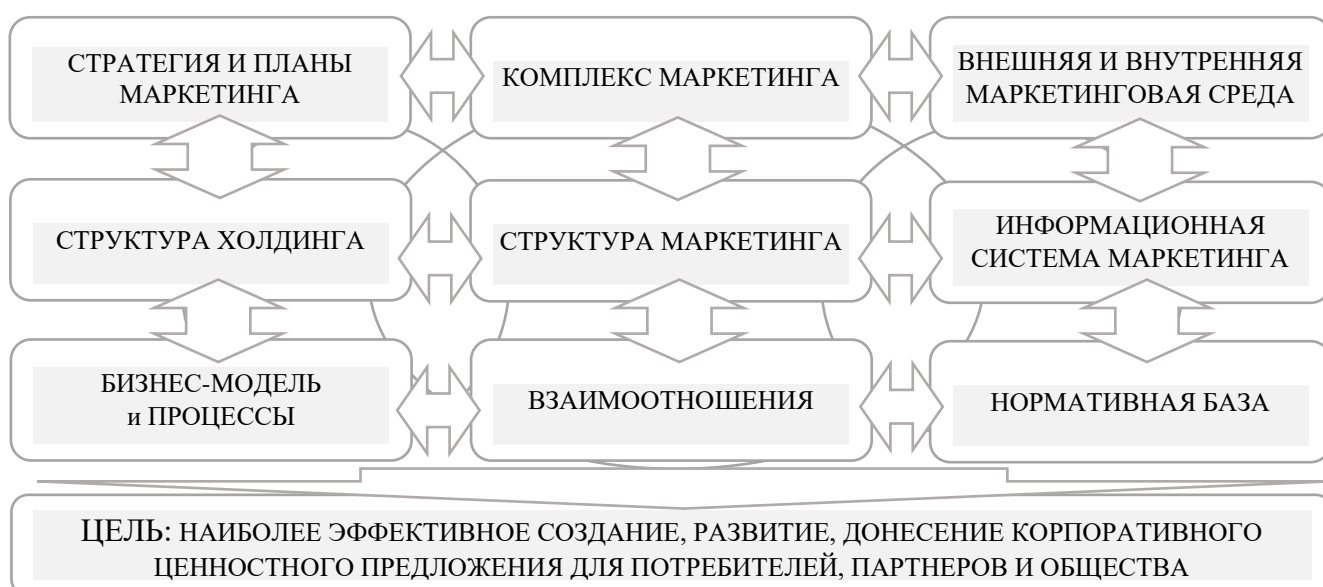 СТРАТЕГИЯ И ПЛАНЫ
МАРКЕТИНГА
КОМПЛЕКС МАРКЕТИНГА
ВНЕШНЯЯ И ВНУТРЕННЯЯ
МАРКЕТИНГОВАЯ СРЕДА
СТРУКТУРА ХОЛДИНГА
СТРУКТУРА МАРКЕТИНГА
ИНФОРМАЦИОННАЯ
СИСТЕМА МАРКЕТИНГА
БИЗНЕС-МОДЕЛЬ
и ПРОЦЕССЫ
ВЗАИМООТНОШЕНИЯ
НОРМАТИВНАЯ БАЗА
ЦЕЛЬ: НАИБОЛЕЕ ЭФФЕКТИВНОЕ СОЗДАНИЕ, РАЗВИТИЕ, ДОНЕСЕНИЕ КОРПОРАТИВНОГО
ЦЕННОСТНОГО ПРЕДЛОЖЕНИЯ ДЛЯ ПОТРЕБИТЕЛЕЙ, ПАРТНЕРОВ И ОБЩЕСТВА